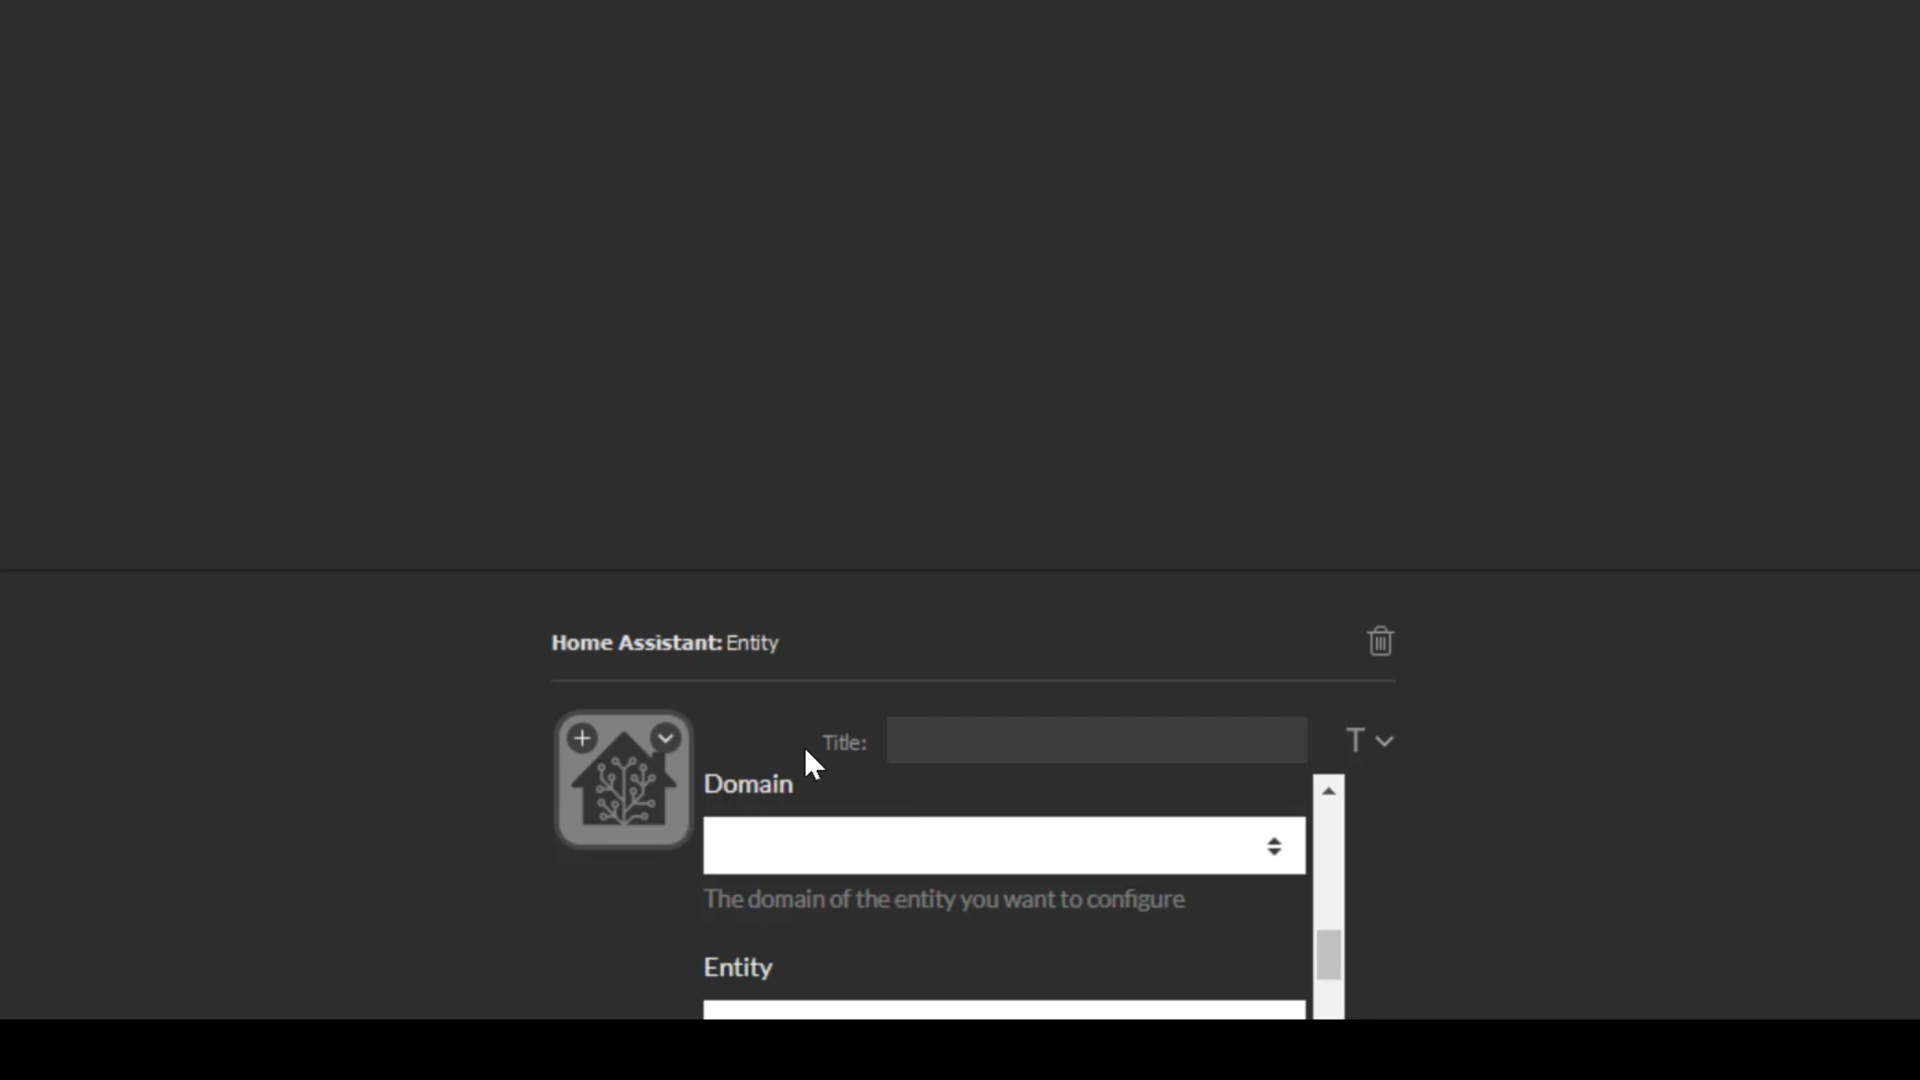 Home Assistant: Entity
Title:
T
Domain
The domain of the entity you want to configure
Entity